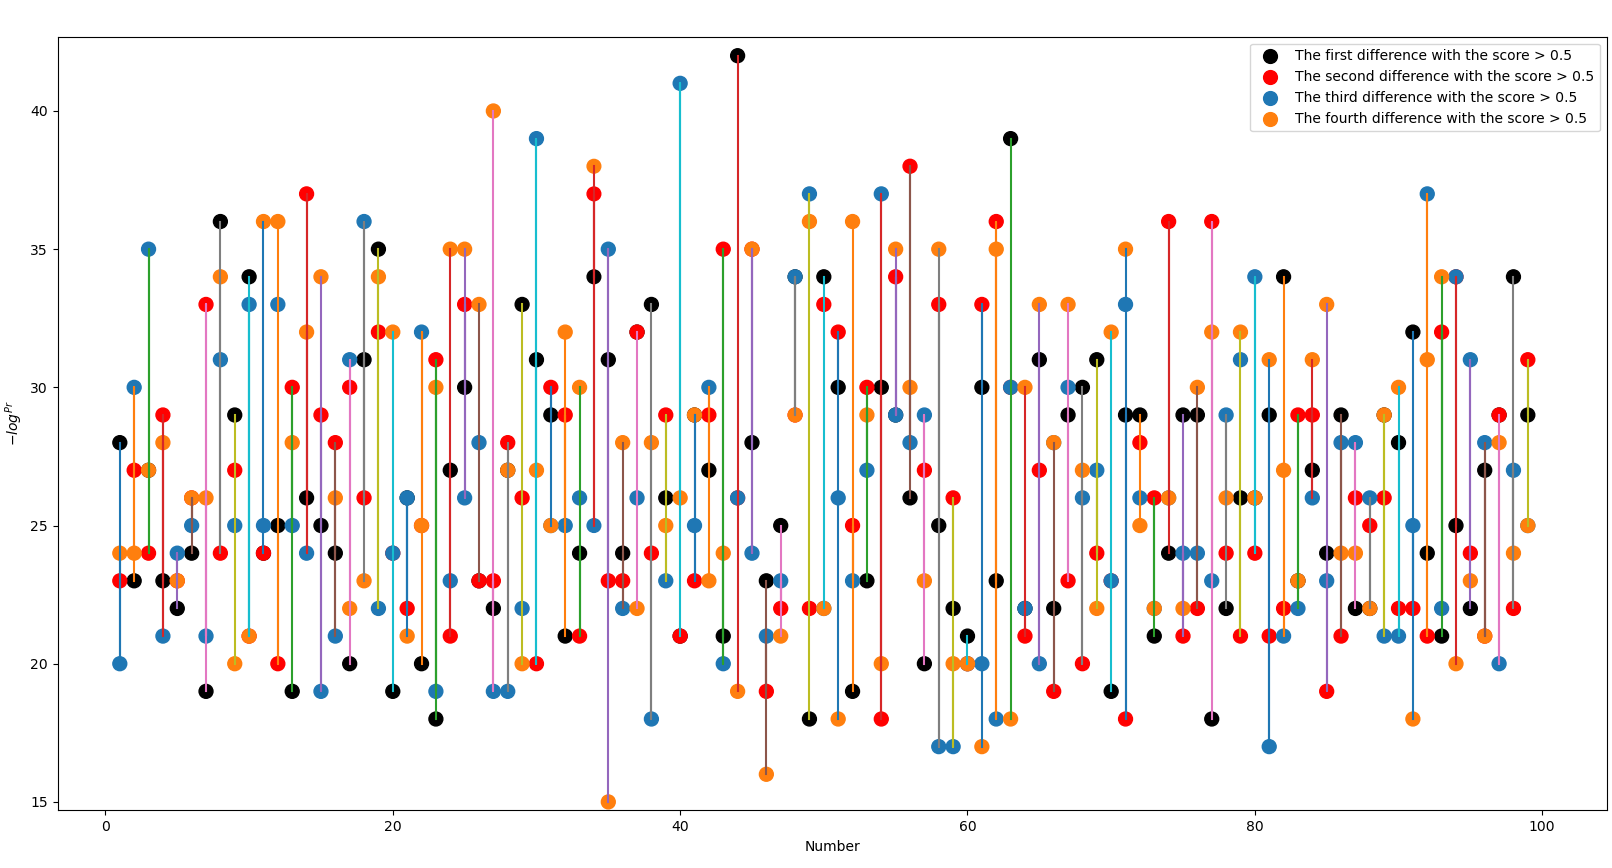 The first difference with the score > 0.5
The second difference with the score > 0.5
The third difference with the score > 0.5
The fourth difference with the score > 0.5
40
35
30
25
20
15
−log^Pr
0 20 40 60 80 100
Number